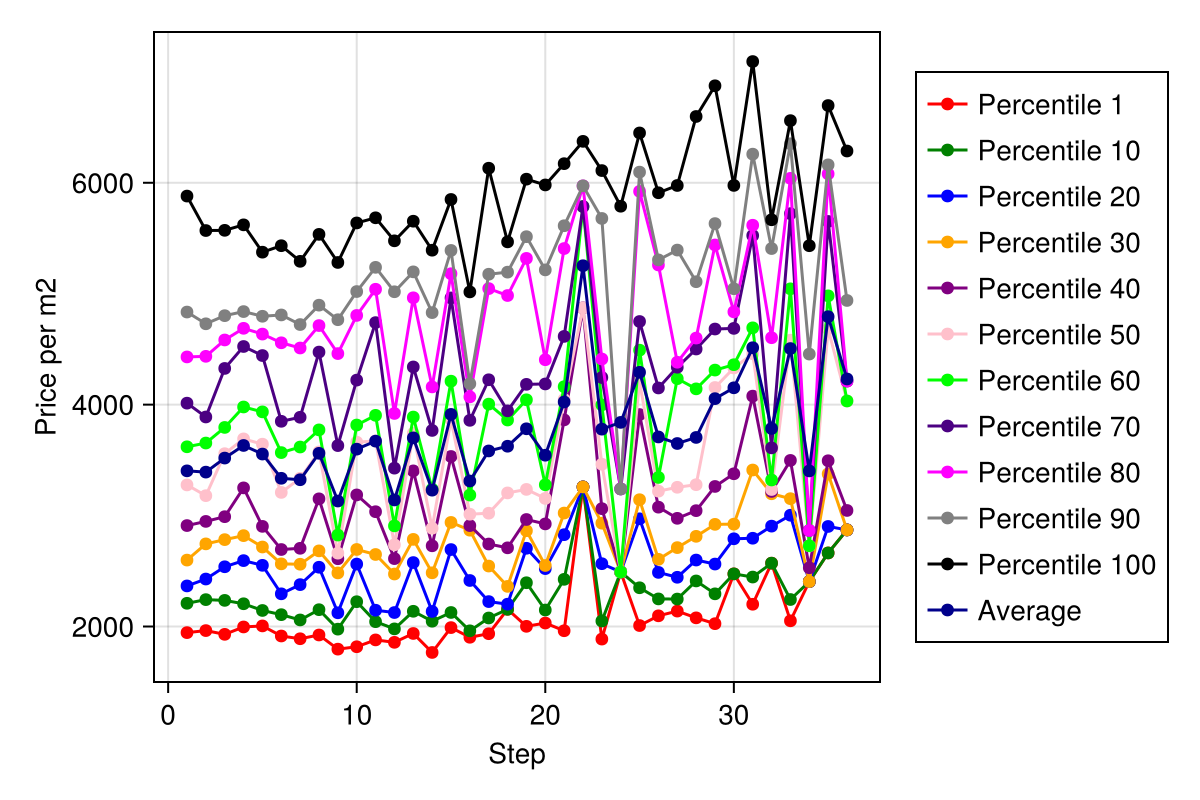 Price per m2
6000
4000
2000
0
10
20
30
Step
Percentile 1
Percentile 10
Percentile 20
Percentile 30
Percentile 40
Percentile 50
Percentile 60
Percentile 70
Percentile 80
Percentile 90
Percentile 100
Average